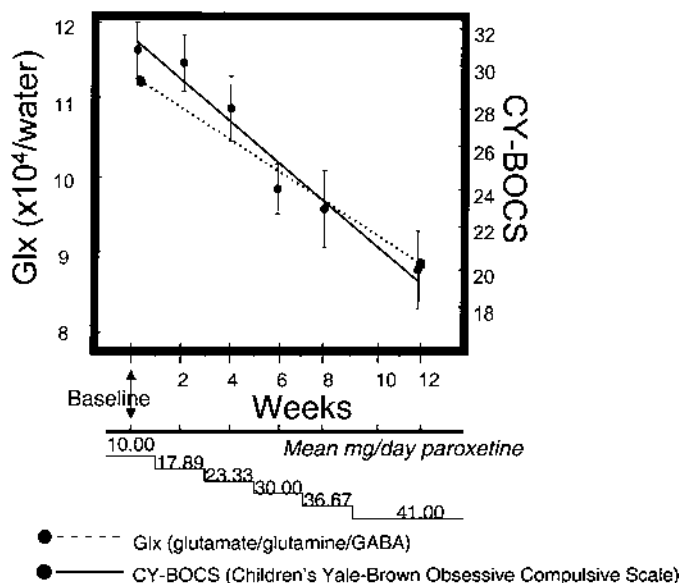 12
11
10
9
8
Glx (x10⁴/water)
32
30
28
26
24
22
20
18
CY-BOCS
2 4 6 8 10 12
Baseline
Weeks
Mean mg/day paroxetine
10.00
17.89
23.33
30.00
36.67
41.00
Glx (glutamate/glutamine/GABA)
CY-BOCS (Children's Yale-Brown Obsessive Compulsive Scale)